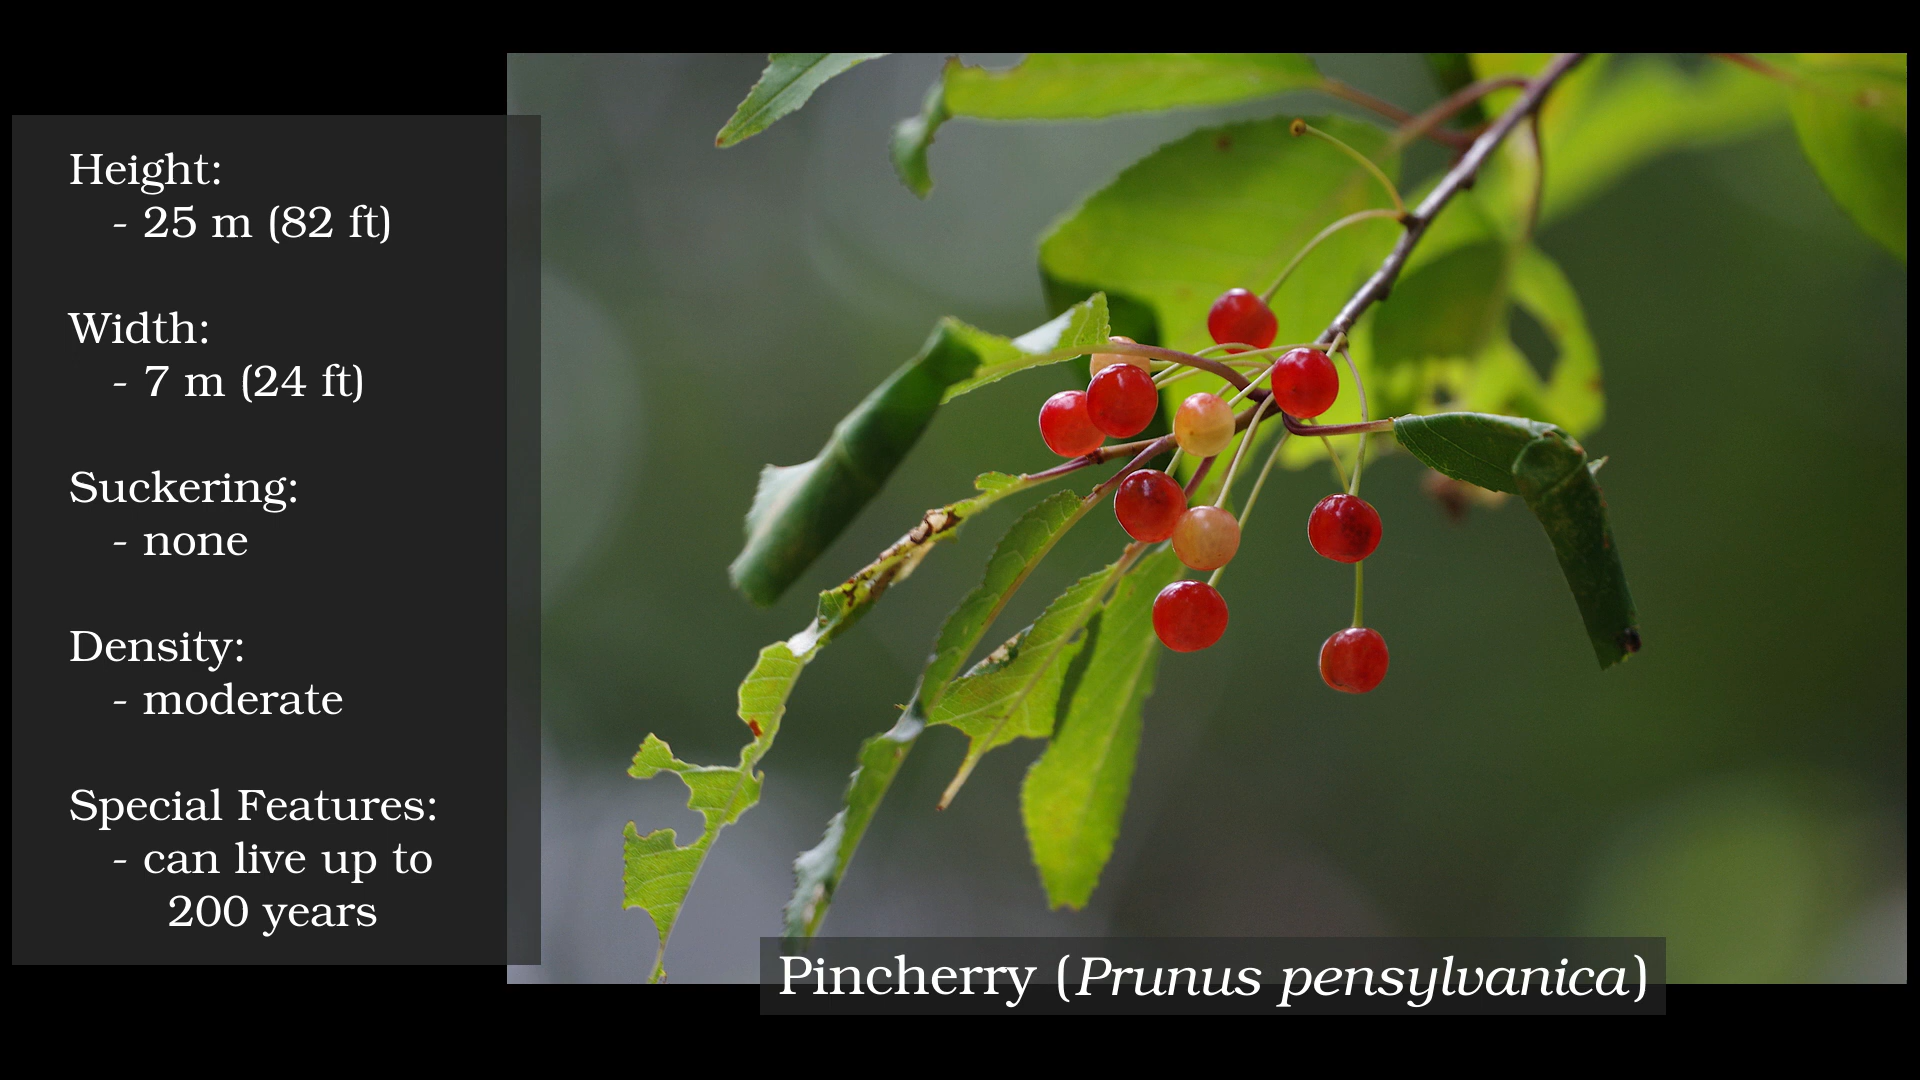 Height:
- 25 m (82 ft)
Width:
- 7 m (24 ft)
Suckering:
- none
Density:
- moderate
Special Features:
- can live up to
200 years
Pincherry (Prunus pensylvanica)